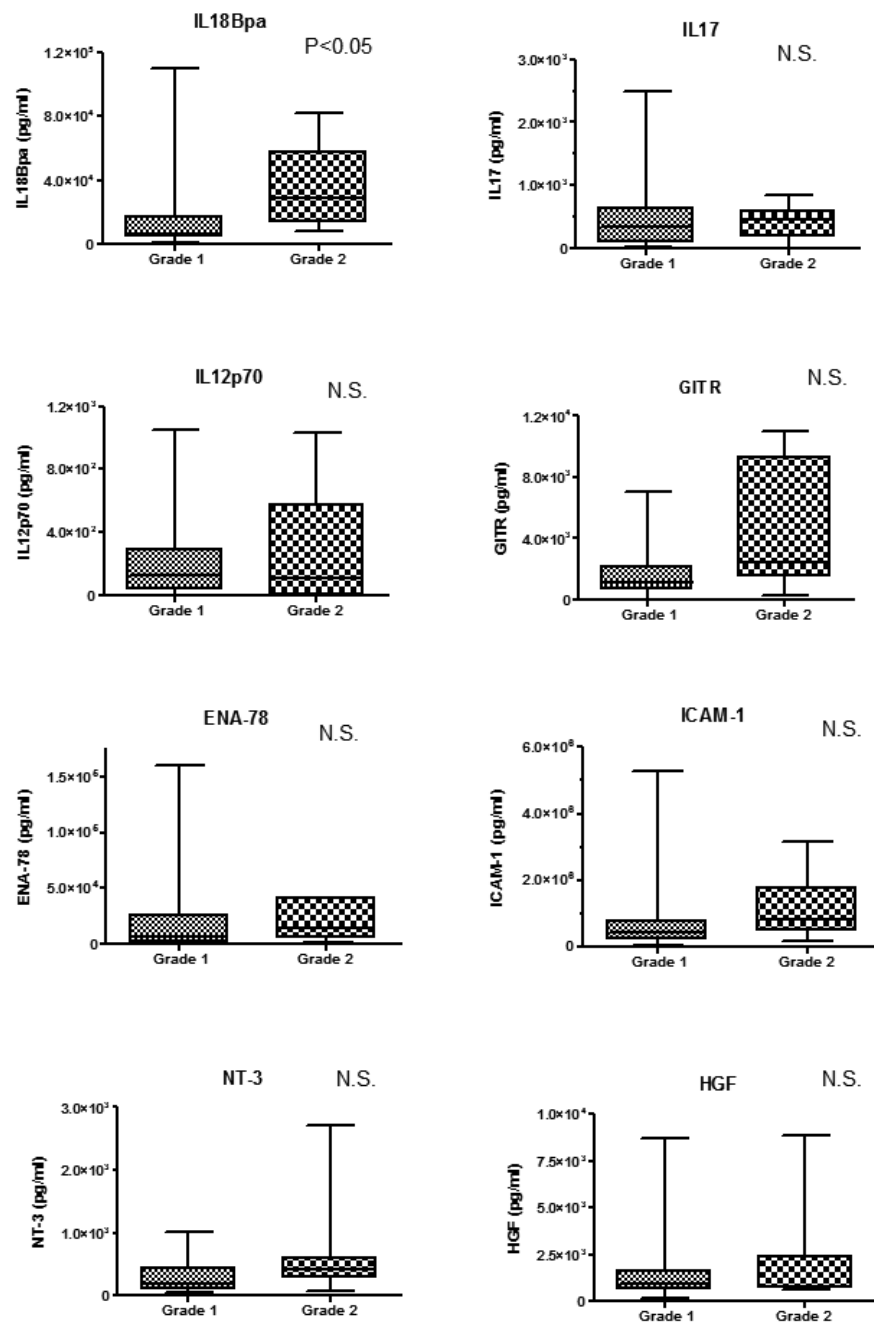 IL18Bpa
P<0.05
IL18Bpa (pg/ml)
1.2×10⁵
8.0×10⁴
4.0×10⁴
0
Grade 1
Grade 2
IL17
N.S.
IL17 (pg/ml)
3.0×10³
2.0×10³
1.0×10³
0
Grade 1
Grade 2
IL12p70
N.S.
IL12p70 (pg/ml)
1.2×10³
8.0×10²
4.0×10²
0
Grade 1
Grade 2
GITR
N.S.
GITR (pg/ml)
1.2×10⁴
8.0×10³
4.0×10³
0
Grade 1
Grade 2
ENA-78
N.S.
ENA-78 (pg/ml)
1.5×10⁵
1.0×10⁵
5.0×10⁴
0
Grade 1
Grade 2
ICAM-1
N.S.
ICAM-1 (pg/ml)
6.0×10⁶
4.0×10⁶
2.0×10⁶
0
Grade 1
Grade 2
NT-3
N.S.
NT-3 (pg/ml)
3.0×10³
2.0×10³
1.0×10³
0
Grade 1
Grade 2
HGF
N.S.
HGF (pg/ml)
1.0×10⁴
7.5×10³
5.0×10³
2.5×10³
0
Grade 1
Grade 2